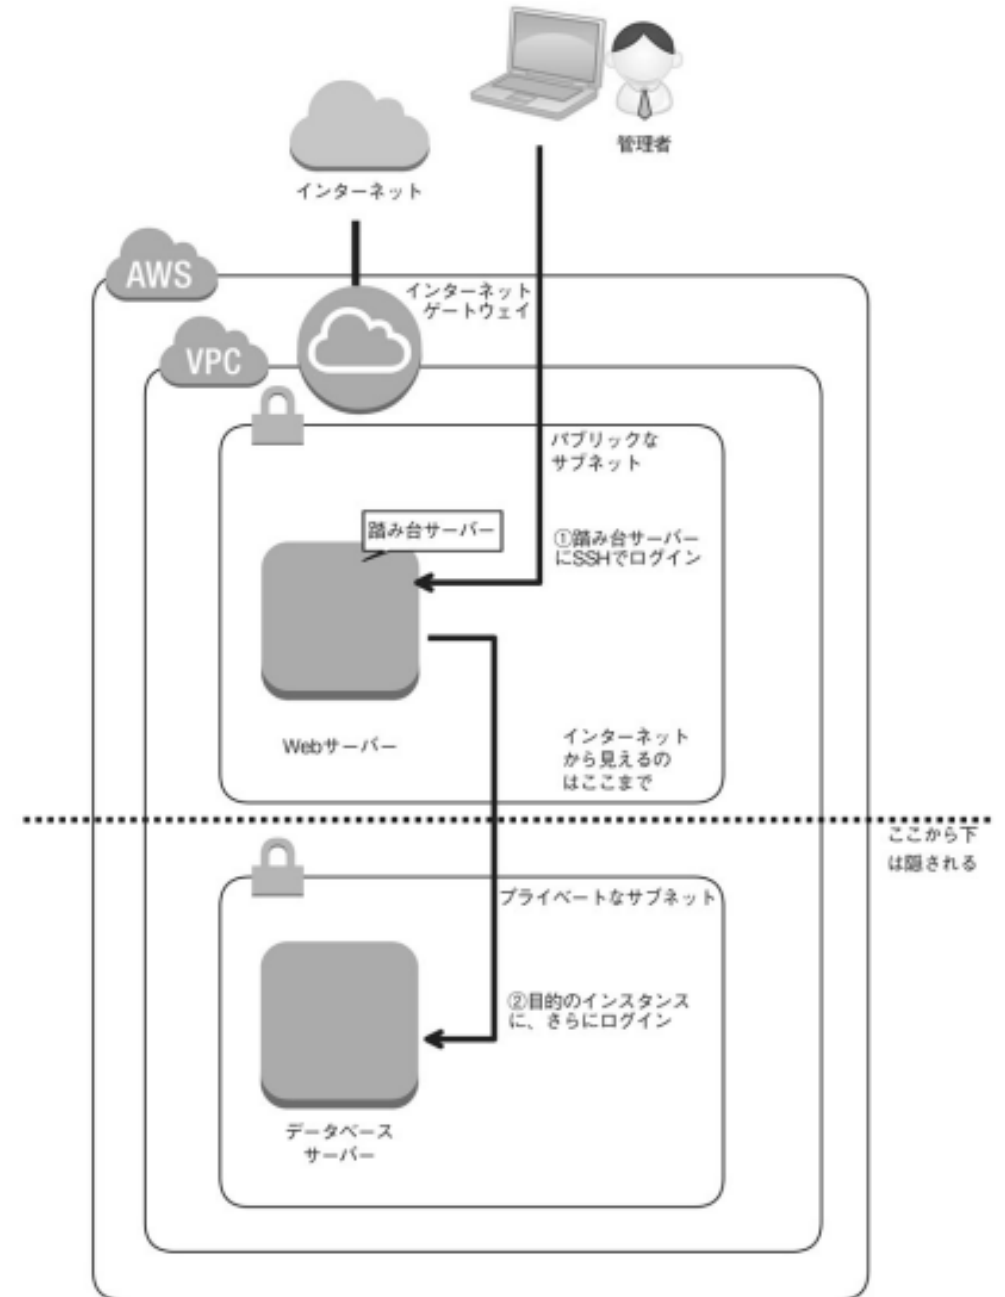 管理者
インターネット
AWS
インターネット
ゲートウェイ
VPC
パブリックな
サブネット
踏み台サーバー
①踏み台サーバー
にSSHでログイン
Webサーバー
インターネット
から見えるの
はここまで
ここから下
は隠される
プライベートなサブネット
②目的のインスタンス
に、さらにログイン
データベース
サーバー